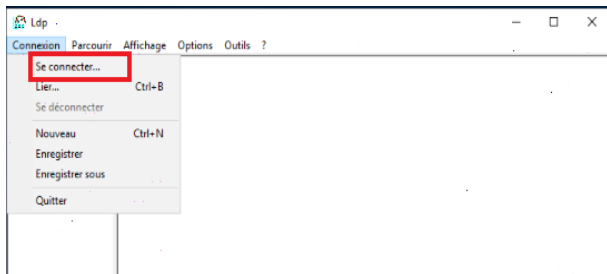 Ldp
Connexion Parcourir Affichage Options Outils ?
Se connecter...
Lier... Ctrl+B
Se déconnecter
Nouveau Ctrl+N
Enregistrer
Enregistrer sous
Quitter